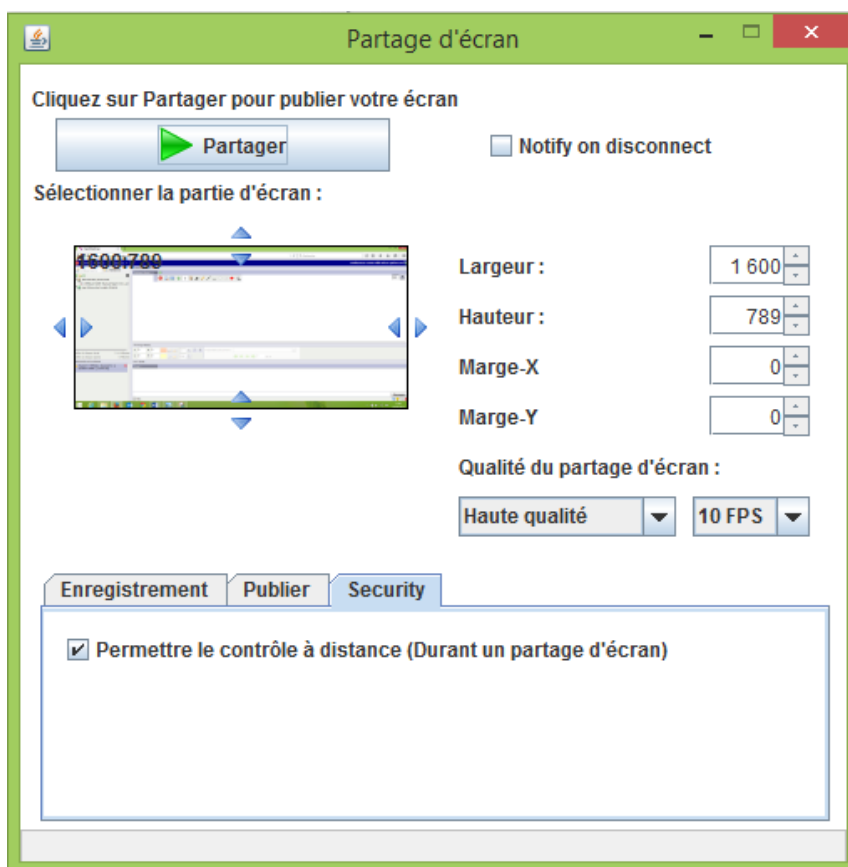 Partage d'écran
Cliquez sur Partager pour publier votre écran
Partager
Notify on disconnect
Sélectionner la partie d'écran :
1600:789
Largeur : 1 600
Hauteur : 789
Marge-X 0
Marge-Y 0
Qualité du partage d'écran :
Haute qualité 10 FPS
Enregistrement Publier Security
Permettre le contrôle à distance (Durant un partage d'écran)